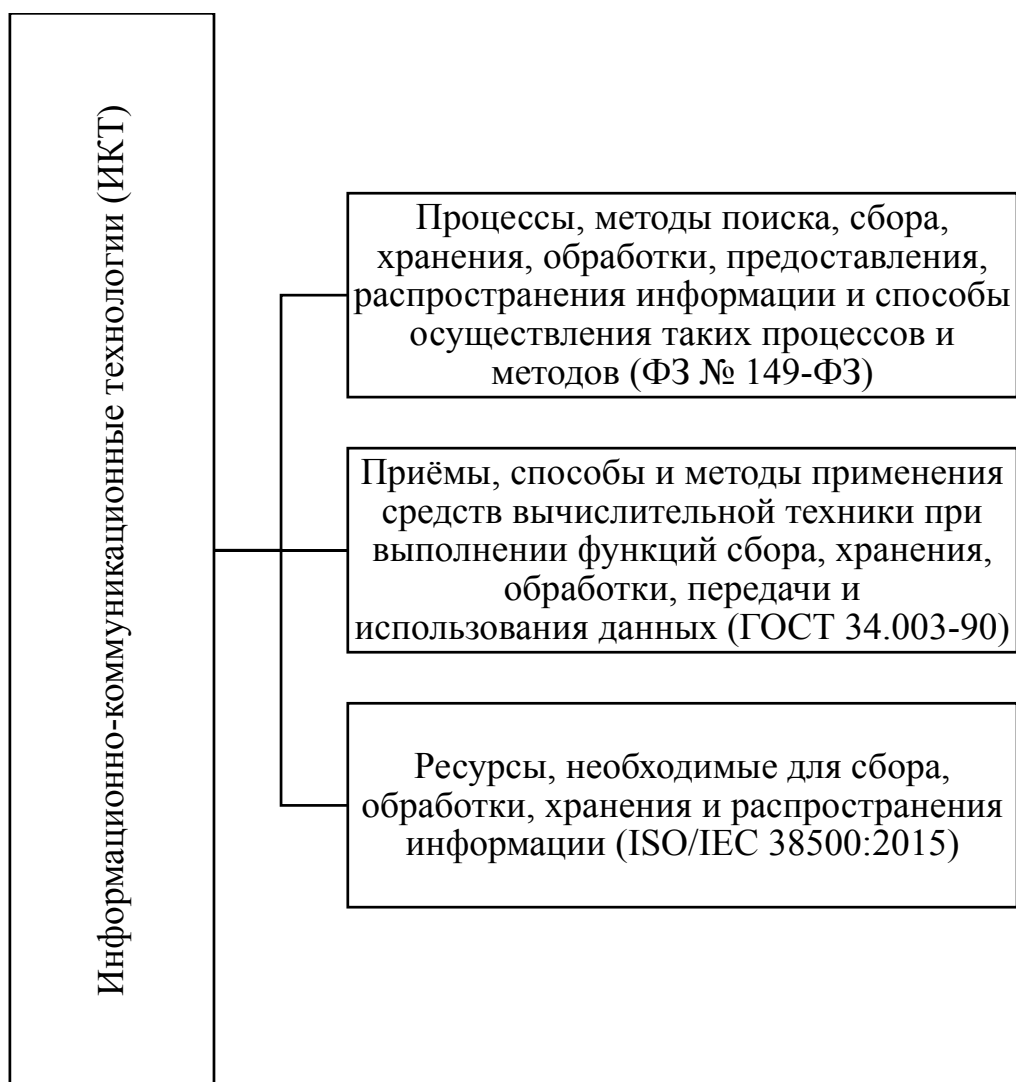 Информационно-коммуникационные технологии (ИКТ)
Процессы, методы поиска, сбора,
хранения, обработки, предоставления,
распространения информации и способы
осуществления таких процессов и
методов (ФЗ № 149-ФЗ)
Приёмы, способы и методы применения
средств вычислительной техники при
выполнении функций сбора, хранения,
обработки, передачи и
использования данных (ГОСТ 34.003-90)
Ресурсы, необходимые для сбора,
обработки, хранения и распространения
информации (ISO/IEC 38500:2015)